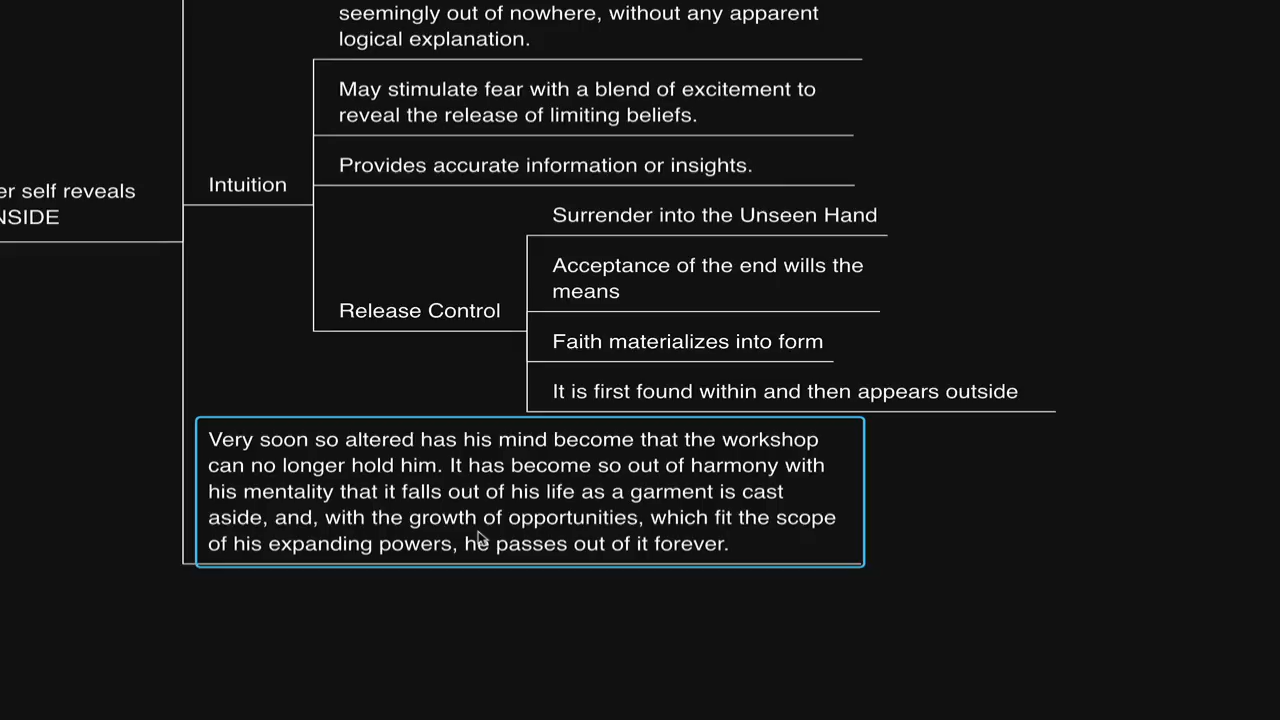 seemingly out of nowhere, without any apparent
logical explanation.
May stimulate fear with a blend of excitement to
reveal the release of limiting beliefs.
Provides accurate information or insights.
Intuition
er self reveals
NSIDE
Surrender into the Unseen Hand
Acceptance of the end wills the
means
Release Control
Faith materializes into form
It is first found within and then appears outside
Very soon so altered has his mind become that the workshop
can no longer hold him. It has become so out of harmony with
his mentality that it falls out of his life as a garment is cast
aside, and, with the growth of opportunities, which fit the scope
of his expanding powers, he passes out of it forever.